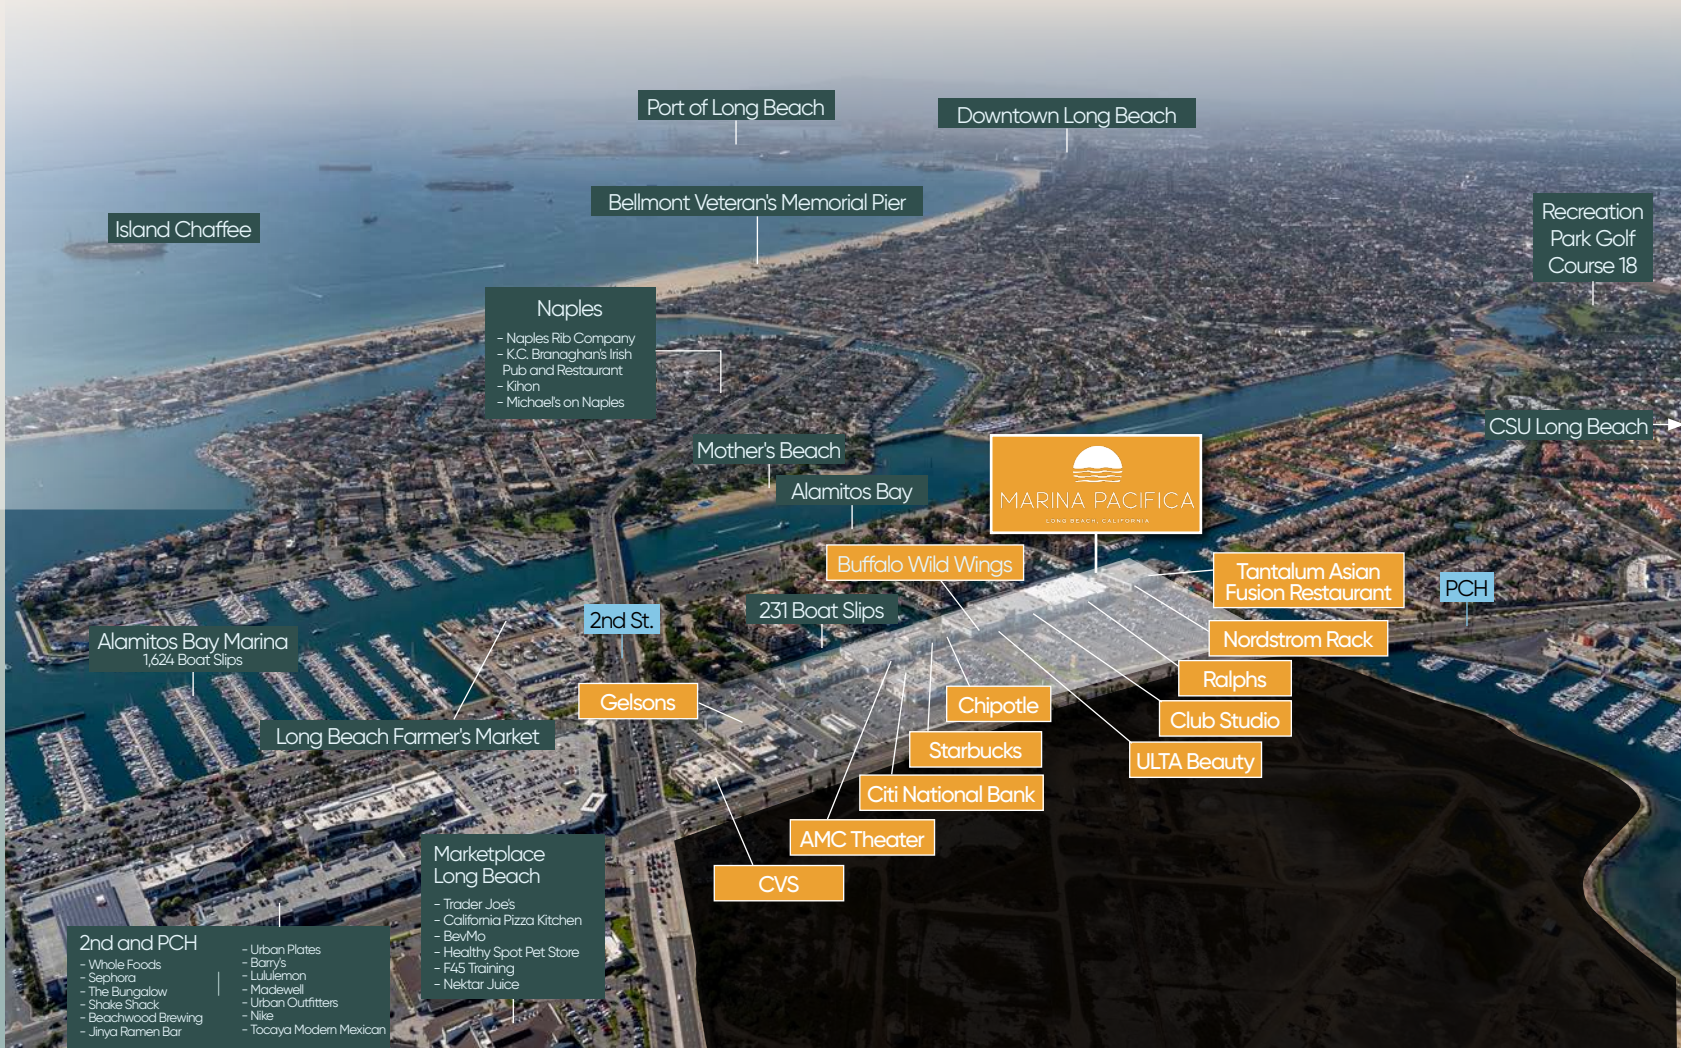 Port of Long Beach
Downtown Long Beach
Bellmont Veteran's Memorial Pier
Island Chaffee
Recreation
Park Golf
Course 18
Naples
- Naples Rib Company
- K.C. Branaghan's Irish
Pub and Restaurant
- Kihon
- Michael's on Naples
CSU Long Beach
Mother's Beach
Alamitos Bay
MARINA PACIFICA
LONG BEACH, CALIFORNIA
Buffalo Wild Wings
Tantalum Asian
Fusion Restaurant
PCH
231 Boat Slips
2nd St.
Nordstrom Rack
Alamitos Bay Marina
1,624 Boat Slips
Ralphs
Gelsons
Chipotle
Club Studio
Long Beach Farmer's Market
Starbucks
ULTA Beauty
Citi National Bank
AMC Theater
CVS
Marketplace
Long Beach
- Trader Joe's
- California Pizza Kitchen
- BevMo
- Healthy Spot Pet Store
- F45 Training
- Nektar Juice
2nd and PCH
- Whole Foods
- Sephora
- The Bungalow
- Shake Shack
- Beachwood Brewing
- Jinya Ramen Bar
- Urban Plates
- Barry's
- Lululemon
- Madewell
- Urban Outfitters
- Nike
- Tocaya Modern Mexican